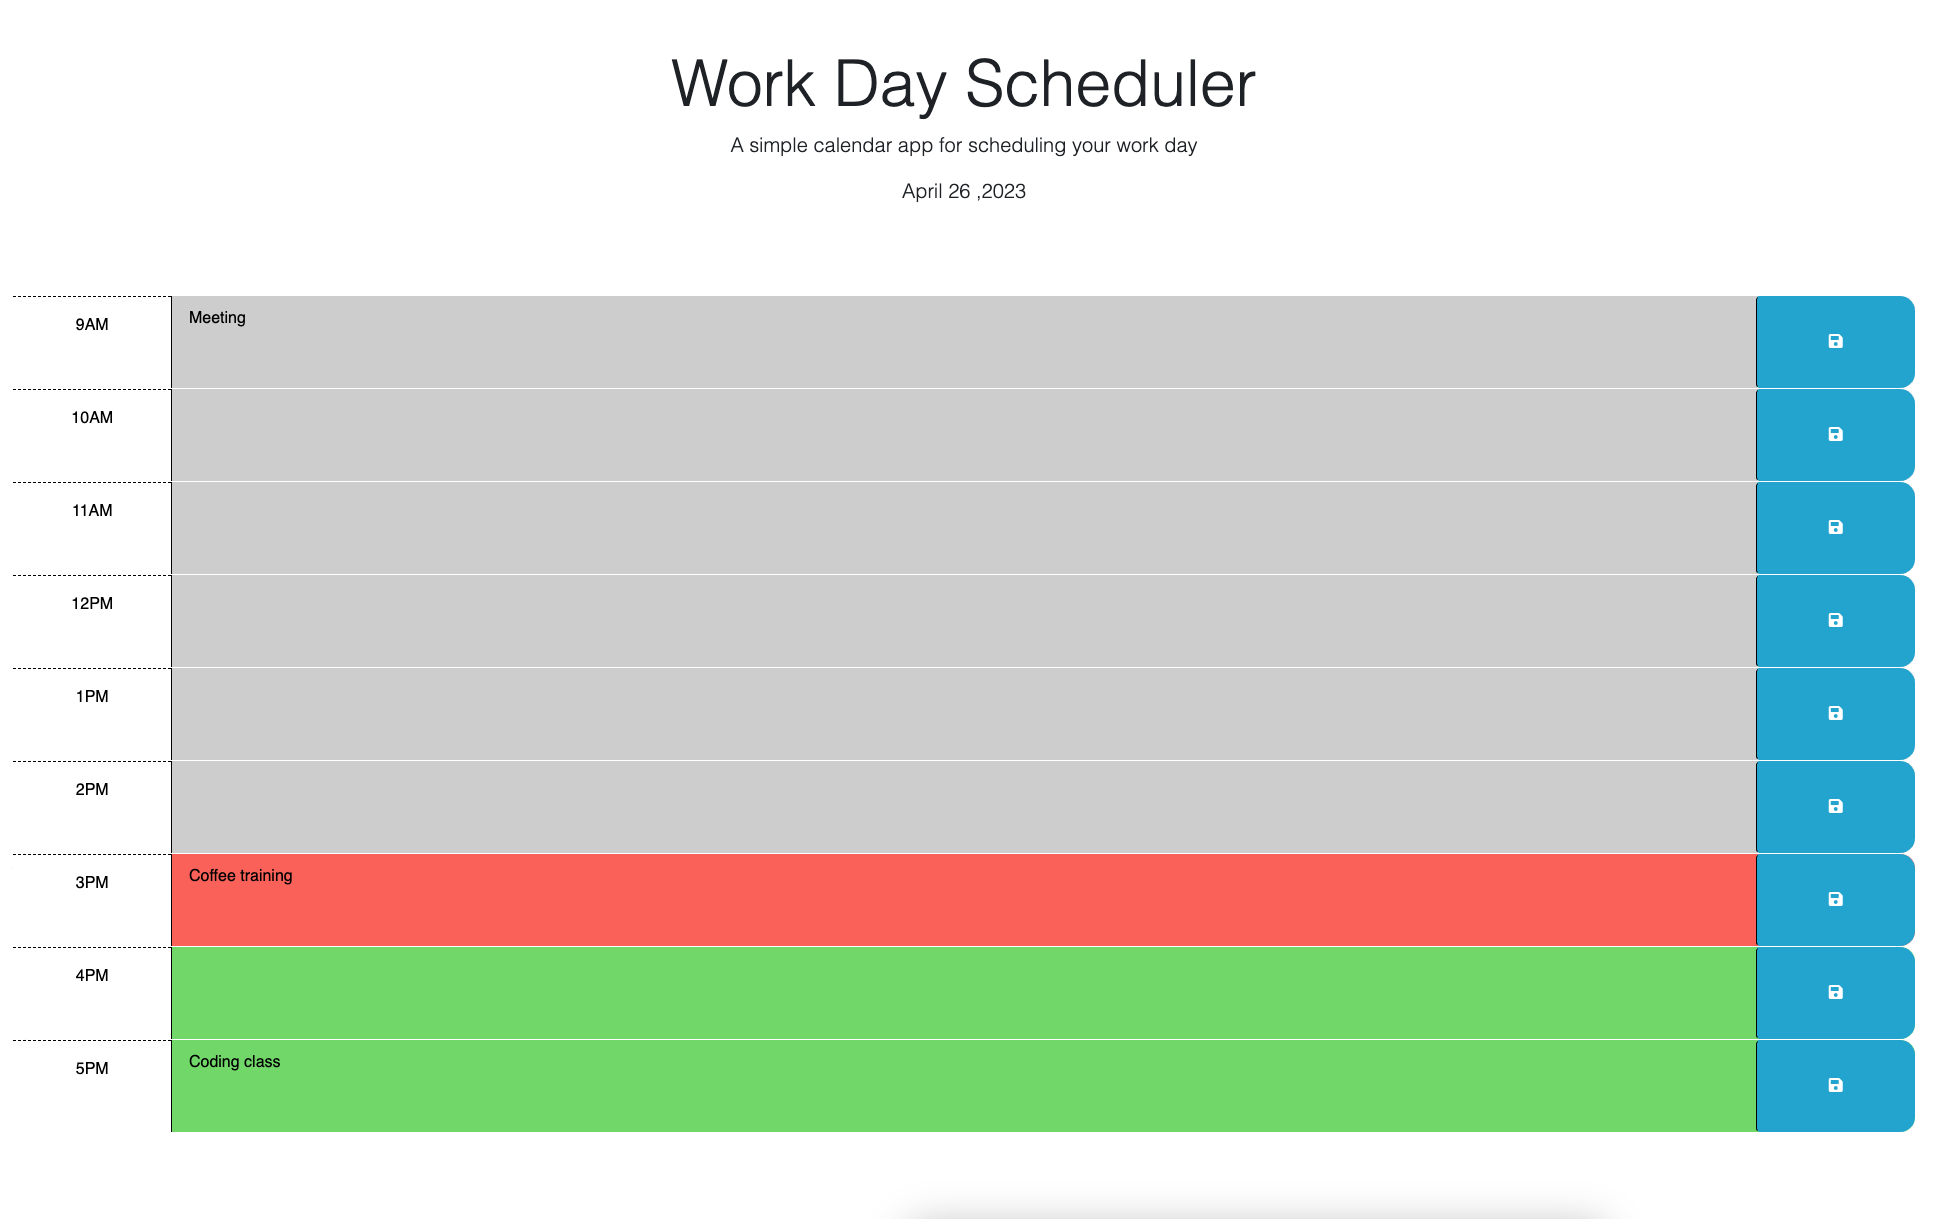 Work Day Scheduler
A simple calendar app for scheduling your work day
April 26 ,2023
9AM
Meeting
10AM
11AM
12PM
1PM
2PM
3PM
Coffee training
4PM
5PM
Coding class